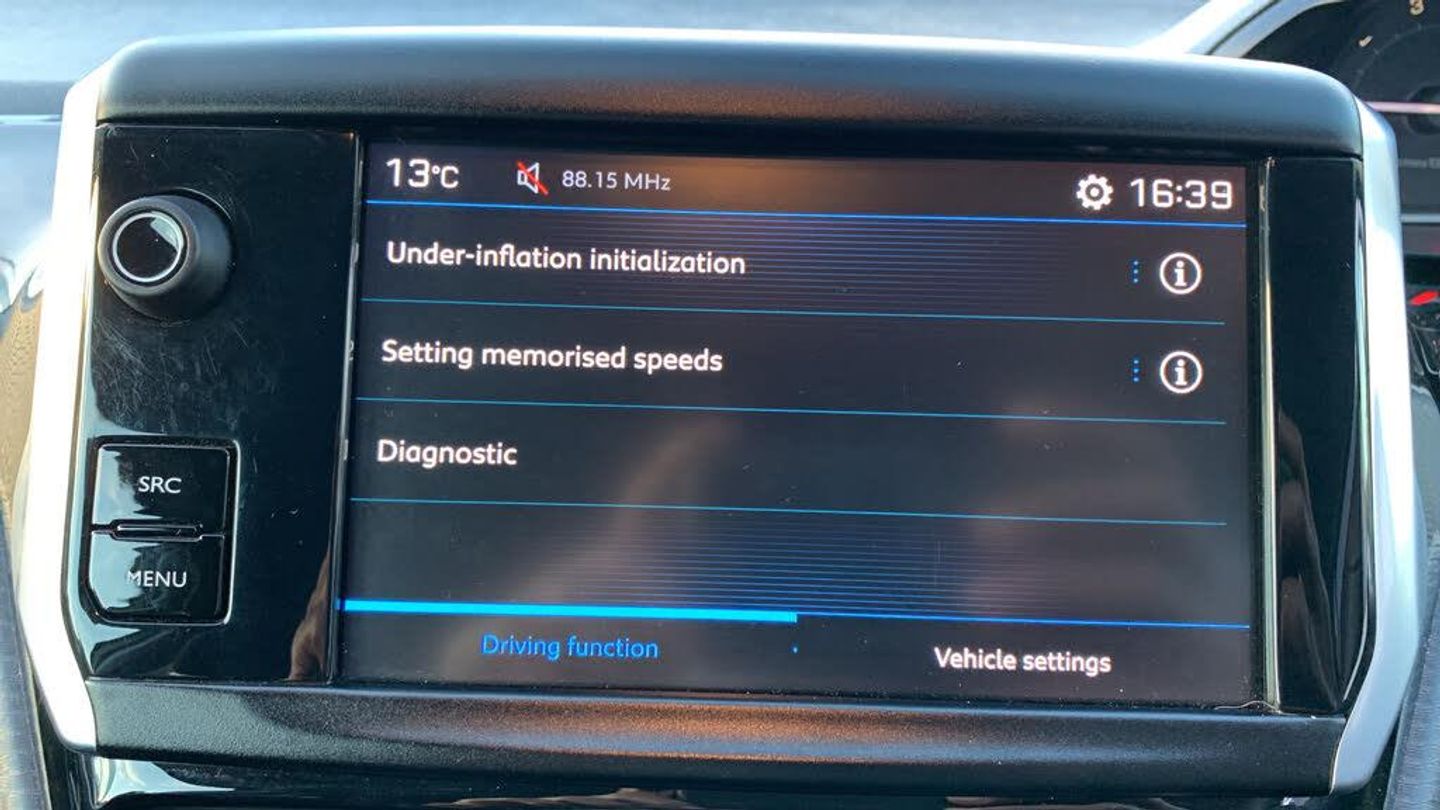 13°C 88.15 MHz 16:39
Under-inflation initialization
Setting memorised speeds
Diagnostic
SRC
MENU
Driving function
Vehicle settings
3